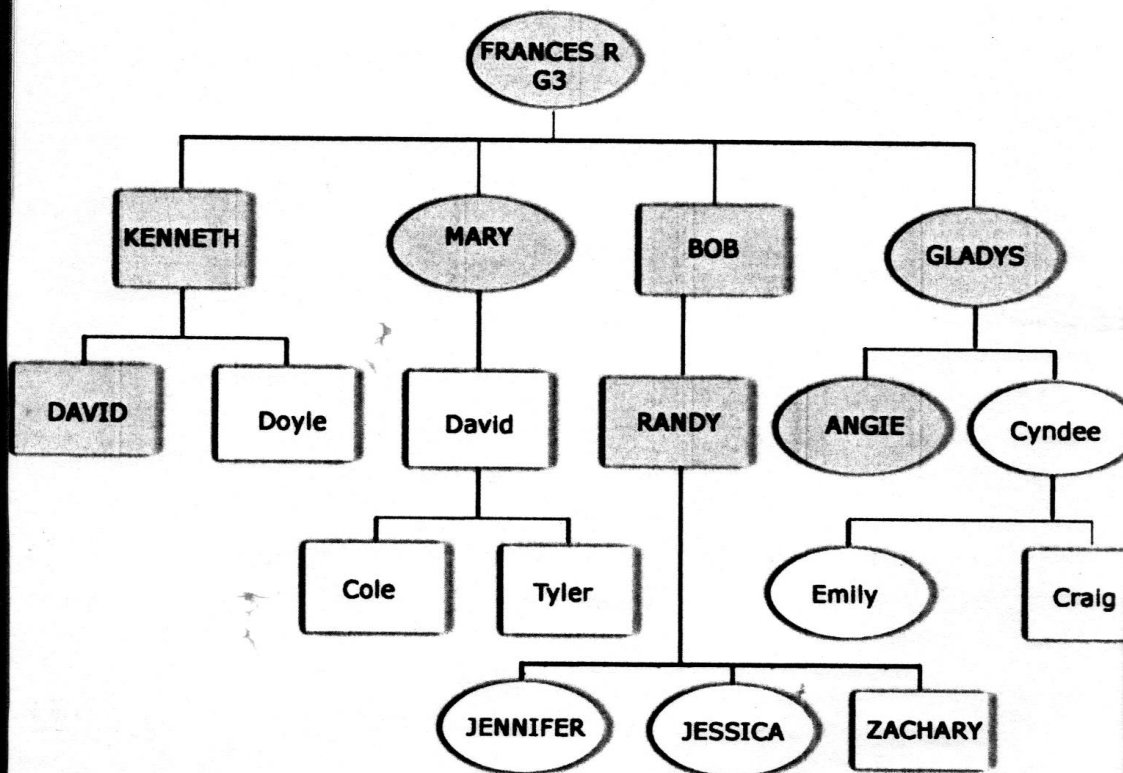 FRANCES R
G3
KENNETH
MARY
BOB
GLADYS
DAVID
Doyle
David
RANDY
ANGIE
Cyndee
Cole
Tyler
Emily
Craig
JENNIFER
JESSICA
ZACHARY